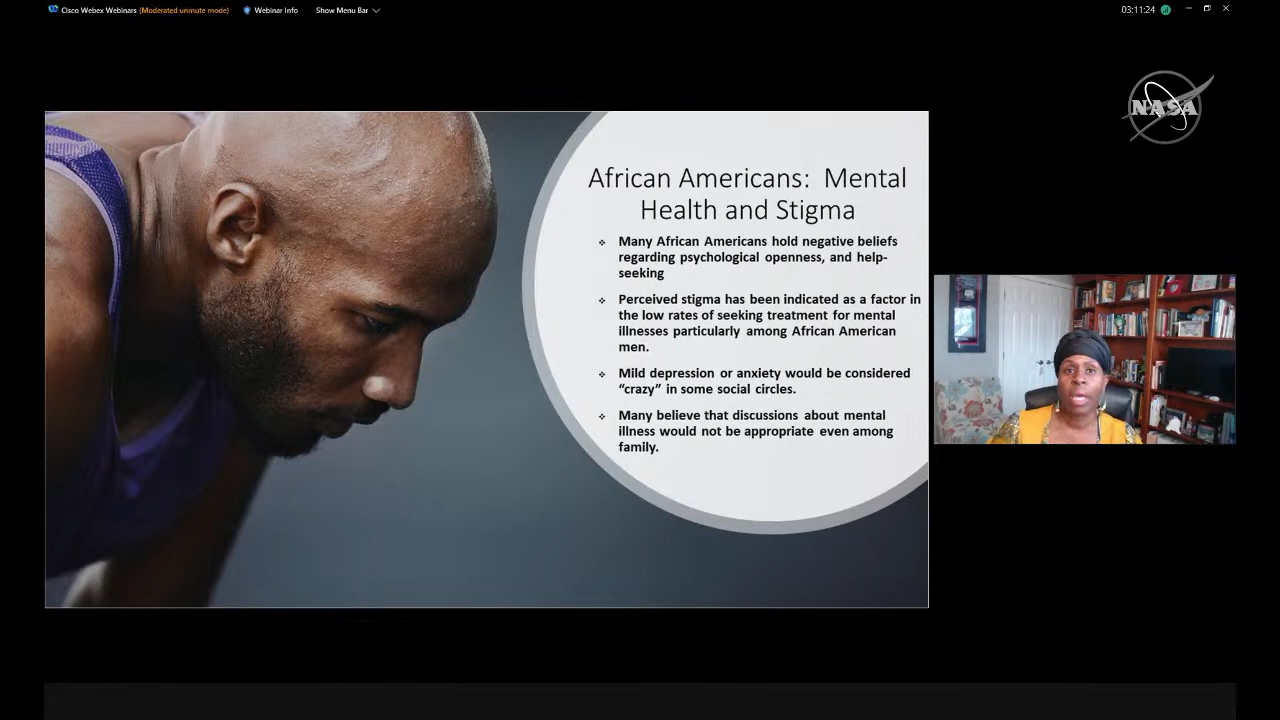 Cisco Webex Webinars (Moderated unmute mode) Webinar Info Show Menu Bar 03:11:24
NASA
African Americans: Mental
Health and Stigma
❖ Many African Americans hold negative beliefs
regarding psychological openness, and help-
seeking
❖ Perceived stigma has been indicated as a factor in
the low rates of seeking treatment for mental
illnesses particularly among African American
men.
❖ Mild depression or anxiety would be considered
“crazy” in some social circles.
❖ Many believe that discussions about mental
illness would not be appropriate even among
family.